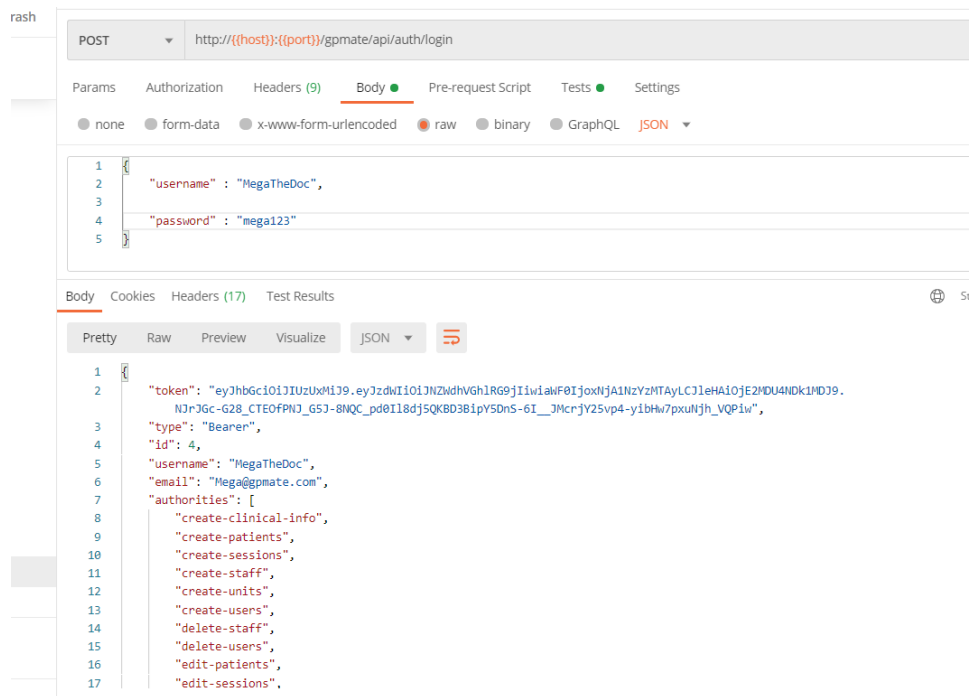 rash
POST
http://{{host}}:{{port}}/gpmate/api/auth/login
Params Authorization Headers (9) Body Pre-request Script Tests Settings
none form-data x-www-form-urlencoded raw binary GraphQL JSON
1 {
2 "username" : "MegaTheDoc",
3
4 "password" : "mega123"
5 }
Body Cookies Headers (17) Test Results
Pretty Raw Preview Visualize JSON
1 {
2 "token": "eyJhbGciOiJIUzUxMiJ9.eyJzdWIiOiJNZWdhVGhlRG9jIiwiaWF0IjoxNjA1NzYzMTAyLCJleHAiOjE2MDU4NDk1MDJ9.
NJrJGc-G28_CTEOfPNJ_G5J-8NQC_pd0Il8dj5QKBD3BipY5DnS-6I__JMcrjY25vp4-yibHw7pxuNjh_VQPiw",
3 "type": "Bearer",
4 "id": 4,
5 "username": "MegaTheDoc",
6 "email": "Mega@gpmate.com",
7 "authorities": [
8 "create-clinical-info",
9 "create-patients",
10 "create-sessions",
11 "create-staff",
12 "create-units",
13 "create-users",
14 "delete-staff",
15 "delete-users",
16 "edit-patients",
17 "edit-sessions",